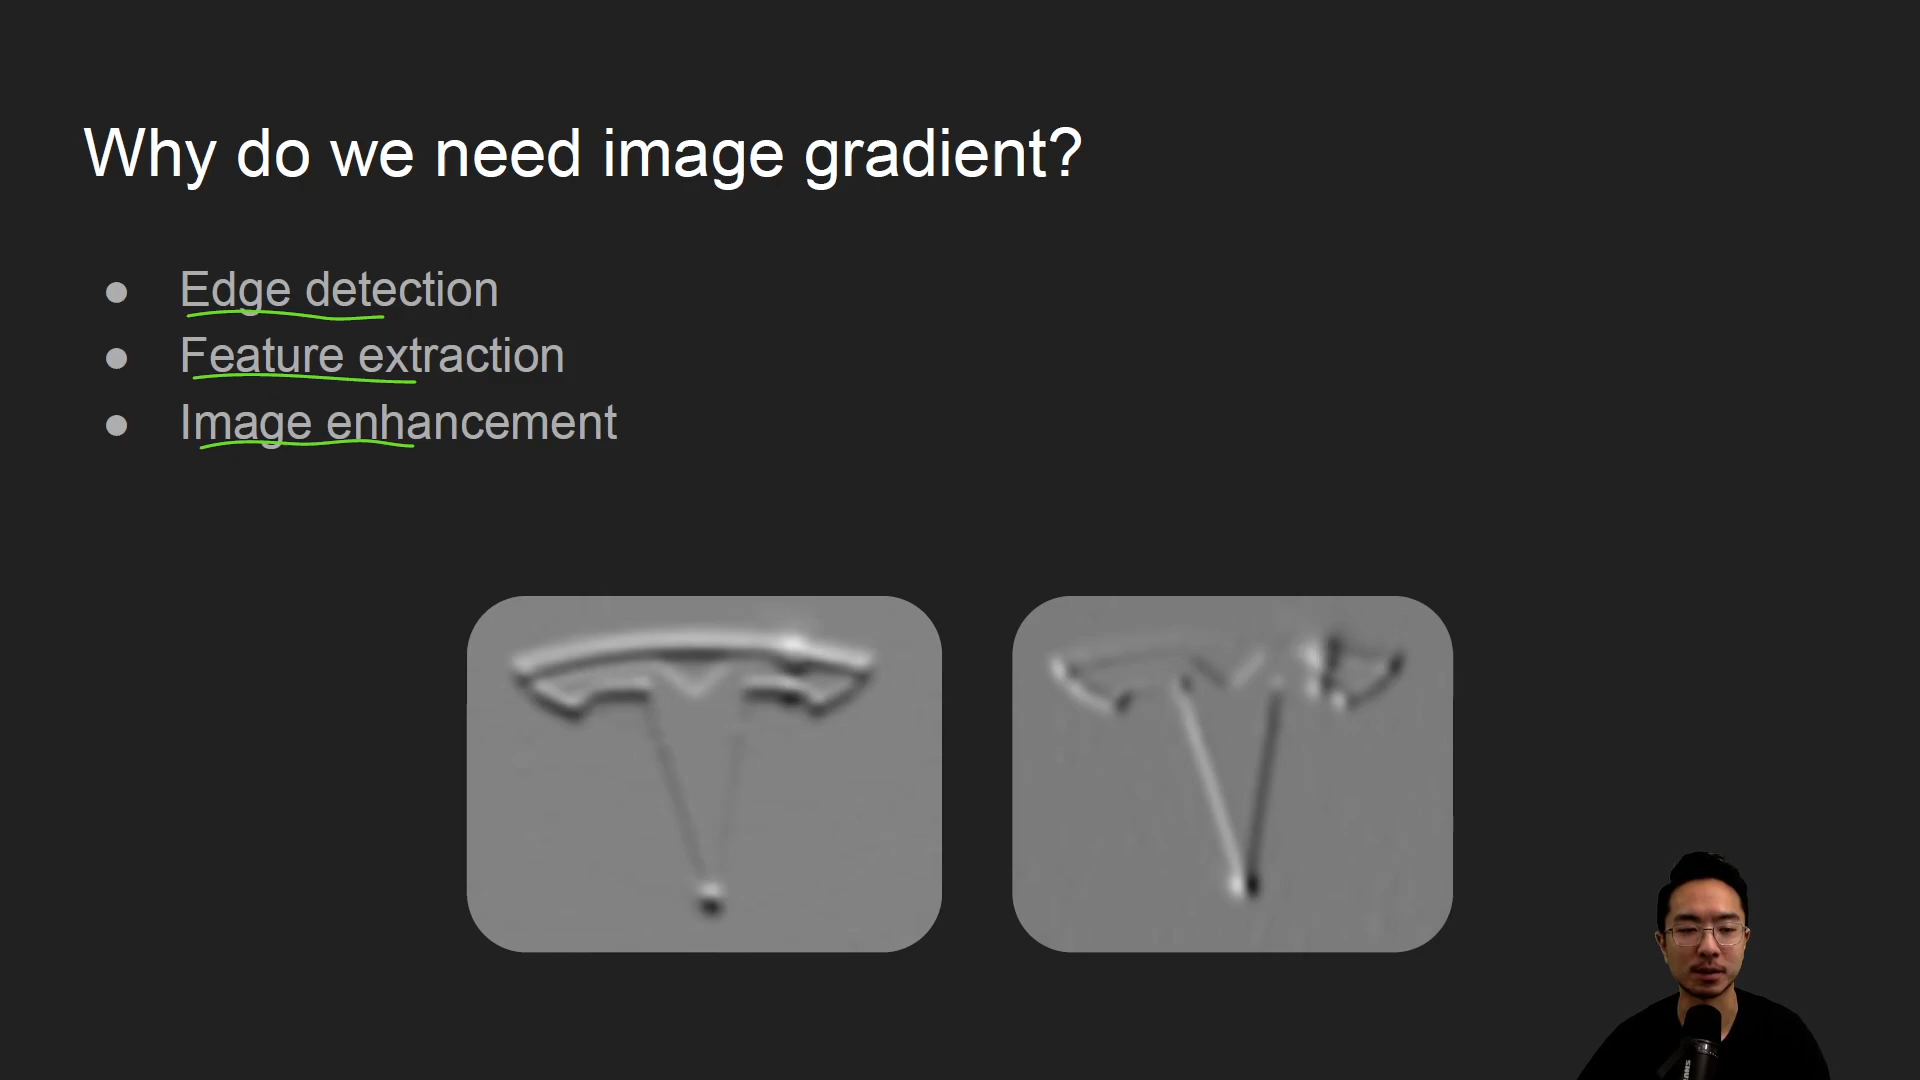 Why do we need image gradient?
● Edge detection
● Feature extraction
● Image enhancement